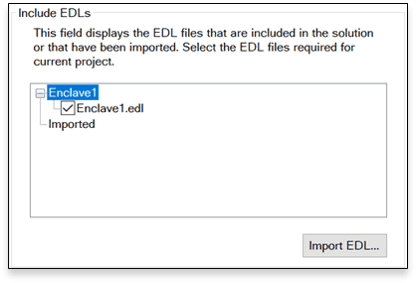 Include EDLs
This field displays the EDL files that are included in the solution
or that have been imported. Select the EDL files required for
current project.
Enclave1
Enclave1.edl
Imported
Import EDL...